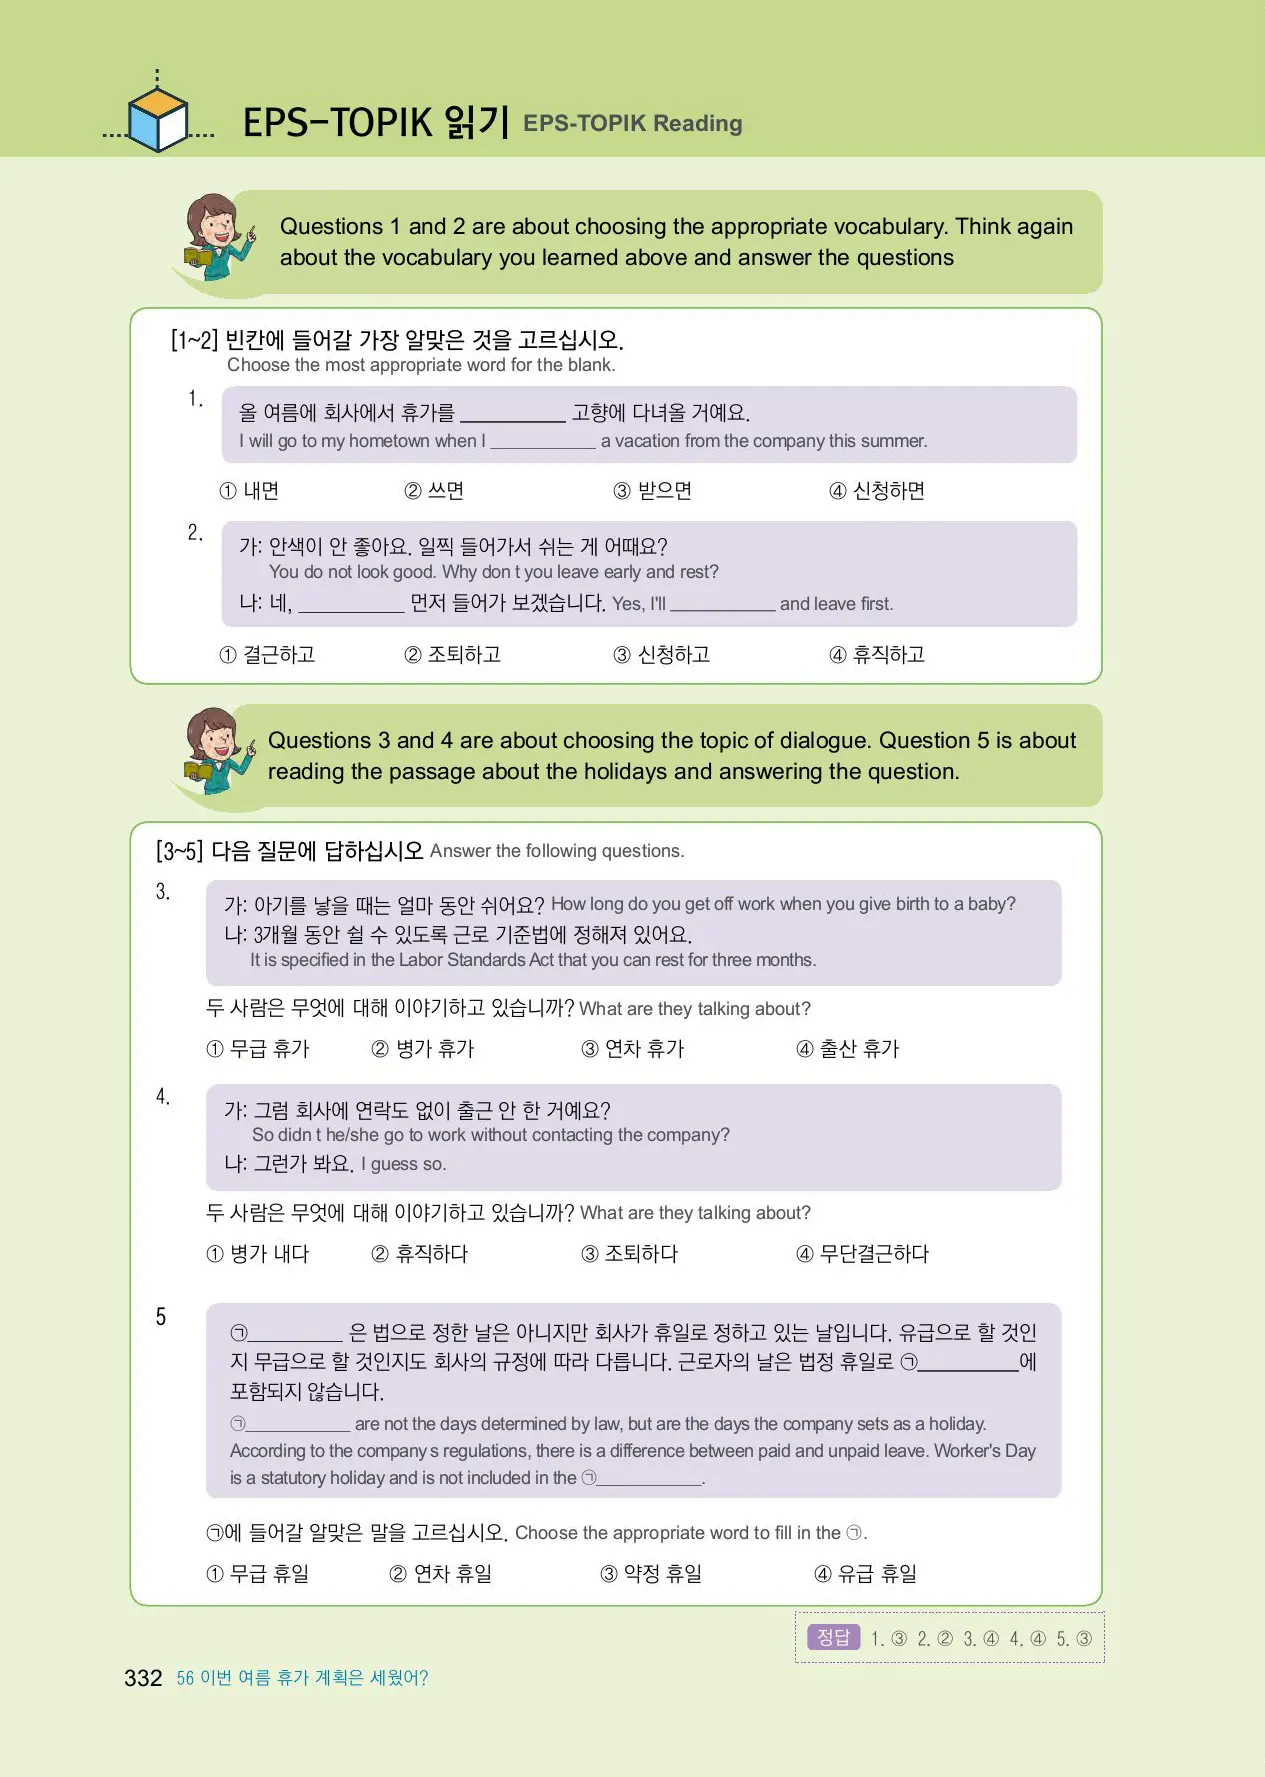 EPS-TOPIK 읽기 EPS-TOPIK Reading
Questions 1 and 2 are about choosing the appropriate vocabulary. Think again
about the vocabulary you learned above and answer the questions
[1~2] 빈칸에 들어갈 가장 알맞은 것을 고르십시오.
Choose the most appropriate word for the blank.
1.
올 여름에 회사에서 휴가를 __________ 고향에 다녀올 거예요.
I will go to my hometown when I __________ a vacation from the company this summer.
① 내면 ② 쓰면 ③ 받으면 ④ 신청하면
2.
가: 안색이 안 좋아요. 일찍 들어가서 쉬는 게 어때요?
You do not look good. Why don t you leave early and rest?
나: 네, __________ 먼저 들어가 보겠습니다. Yes, I'll __________ and leave first.
① 결근하고 ② 조퇴하고 ③ 신청하고 ④ 휴직하고
Questions 3 and 4 are about choosing the topic of dialogue. Question 5 is about
reading the passage about the holidays and answering the question.
[3~5] 다음 질문에 답하십시오 Answer the following questions.
3.
가: 아기를 낳을 때는 얼마 동안 쉬어요? How long do you get off work when you give birth to a baby?
나: 3개월 동안 쉴 수 있도록 근로 기준법에 정해져 있어요.
It is specified in the Labor Standards Act that you can rest for three months.
두 사람은 무엇에 대해 이야기하고 있습니까? What are they talking about?
① 무급 휴가 ② 병가 휴가 ③ 연차 휴가 ④ 출산 휴가
4.
가: 그럼 회사에 연락도 없이 출근 안 한 거예요?
So didn t he/she go to work without contacting the company?
나: 그런가 봐요. I guess so.
두 사람은 무엇에 대해 이야기하고 있습니까? What are they talking about?
① 병가 내다 ② 휴직하다 ③ 조퇴하다 ④ 무단결근하다
5
㉠_________ 은 법으로 정한 날은 아니지만 회사가 휴일로 정하고 있는 날입니다. 유급으로 할 것인
지 무급으로 할 것인지도 회사의 규정에 따라 다릅니다. 근로자의 날은 법정 휴일로 ㉠__________에
포함되지 않습니다.
㉠__________ are not the days determined by law, but are the days the company sets as a holiday.
According to the company s regulations, there is a difference between paid and unpaid leave. Worker's Day
is a statutory holiday and is not included in the ㉠__________.
㉠에 들어갈 알맞은 말을 고르십시오. Choose the appropriate word to fill in the ㉠.
① 무급 휴일 ② 연차 휴일 ③ 약정 휴일 ④ 유급 휴일
정답 1. ③ 2. ② 3. ④ 4. ④ 5. ③
332 56 이번 여름 휴가 계획은 세웠어?